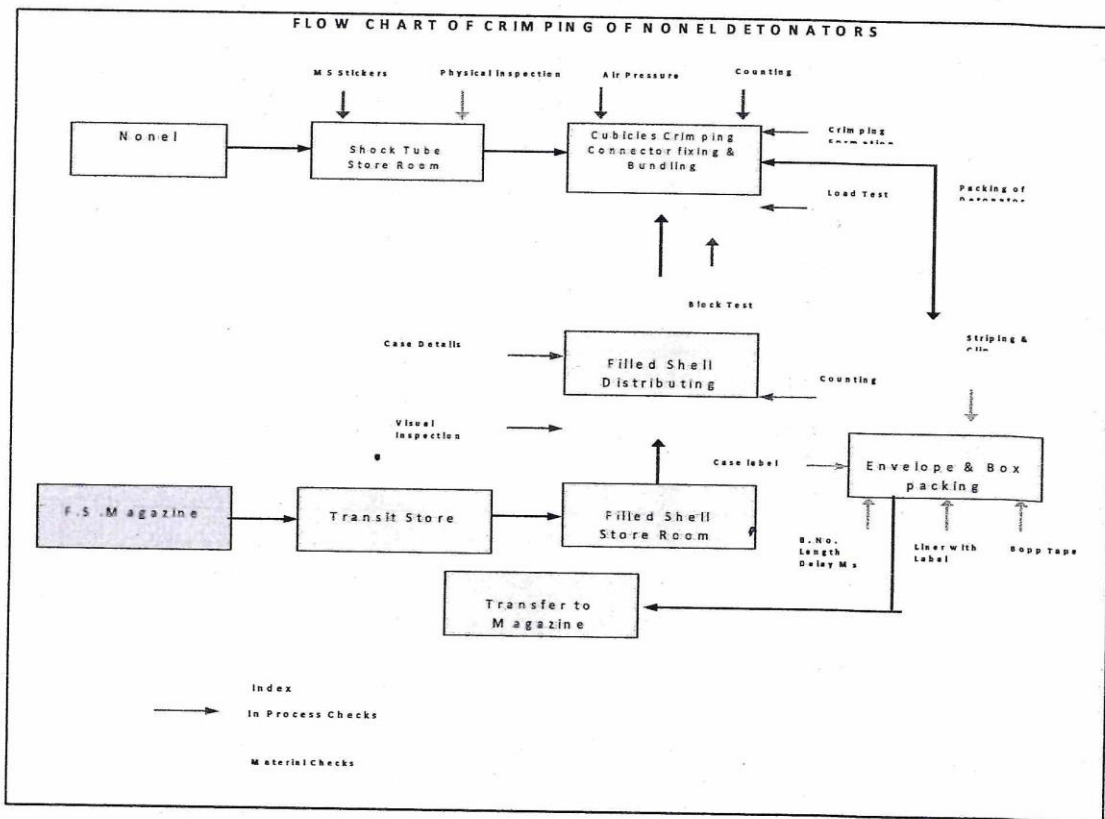 FLOW CHART OF CRIMPING OF NONEL DETONATORS
MS Stickers
Physical Inspection
Air Pressure
Counting
Nonel
Shock Tube
Store Room
Cubicles Crimping
Connector fixing &
Bundling
Crimping
Load Test
Packing of
Block Test
Striping &
Case Details
Filled Shell
Distributing
Counting
Visual
Inspection
Case label
Envelope & Box
packing
F.S.Magazine
Transit Store
Filled Shell
Store Room
B.No.
Length
Delay Ms
Liner with
Label
Bopp Tape
Transfer to
Magazine
Index
In Process Checks
Material Checks